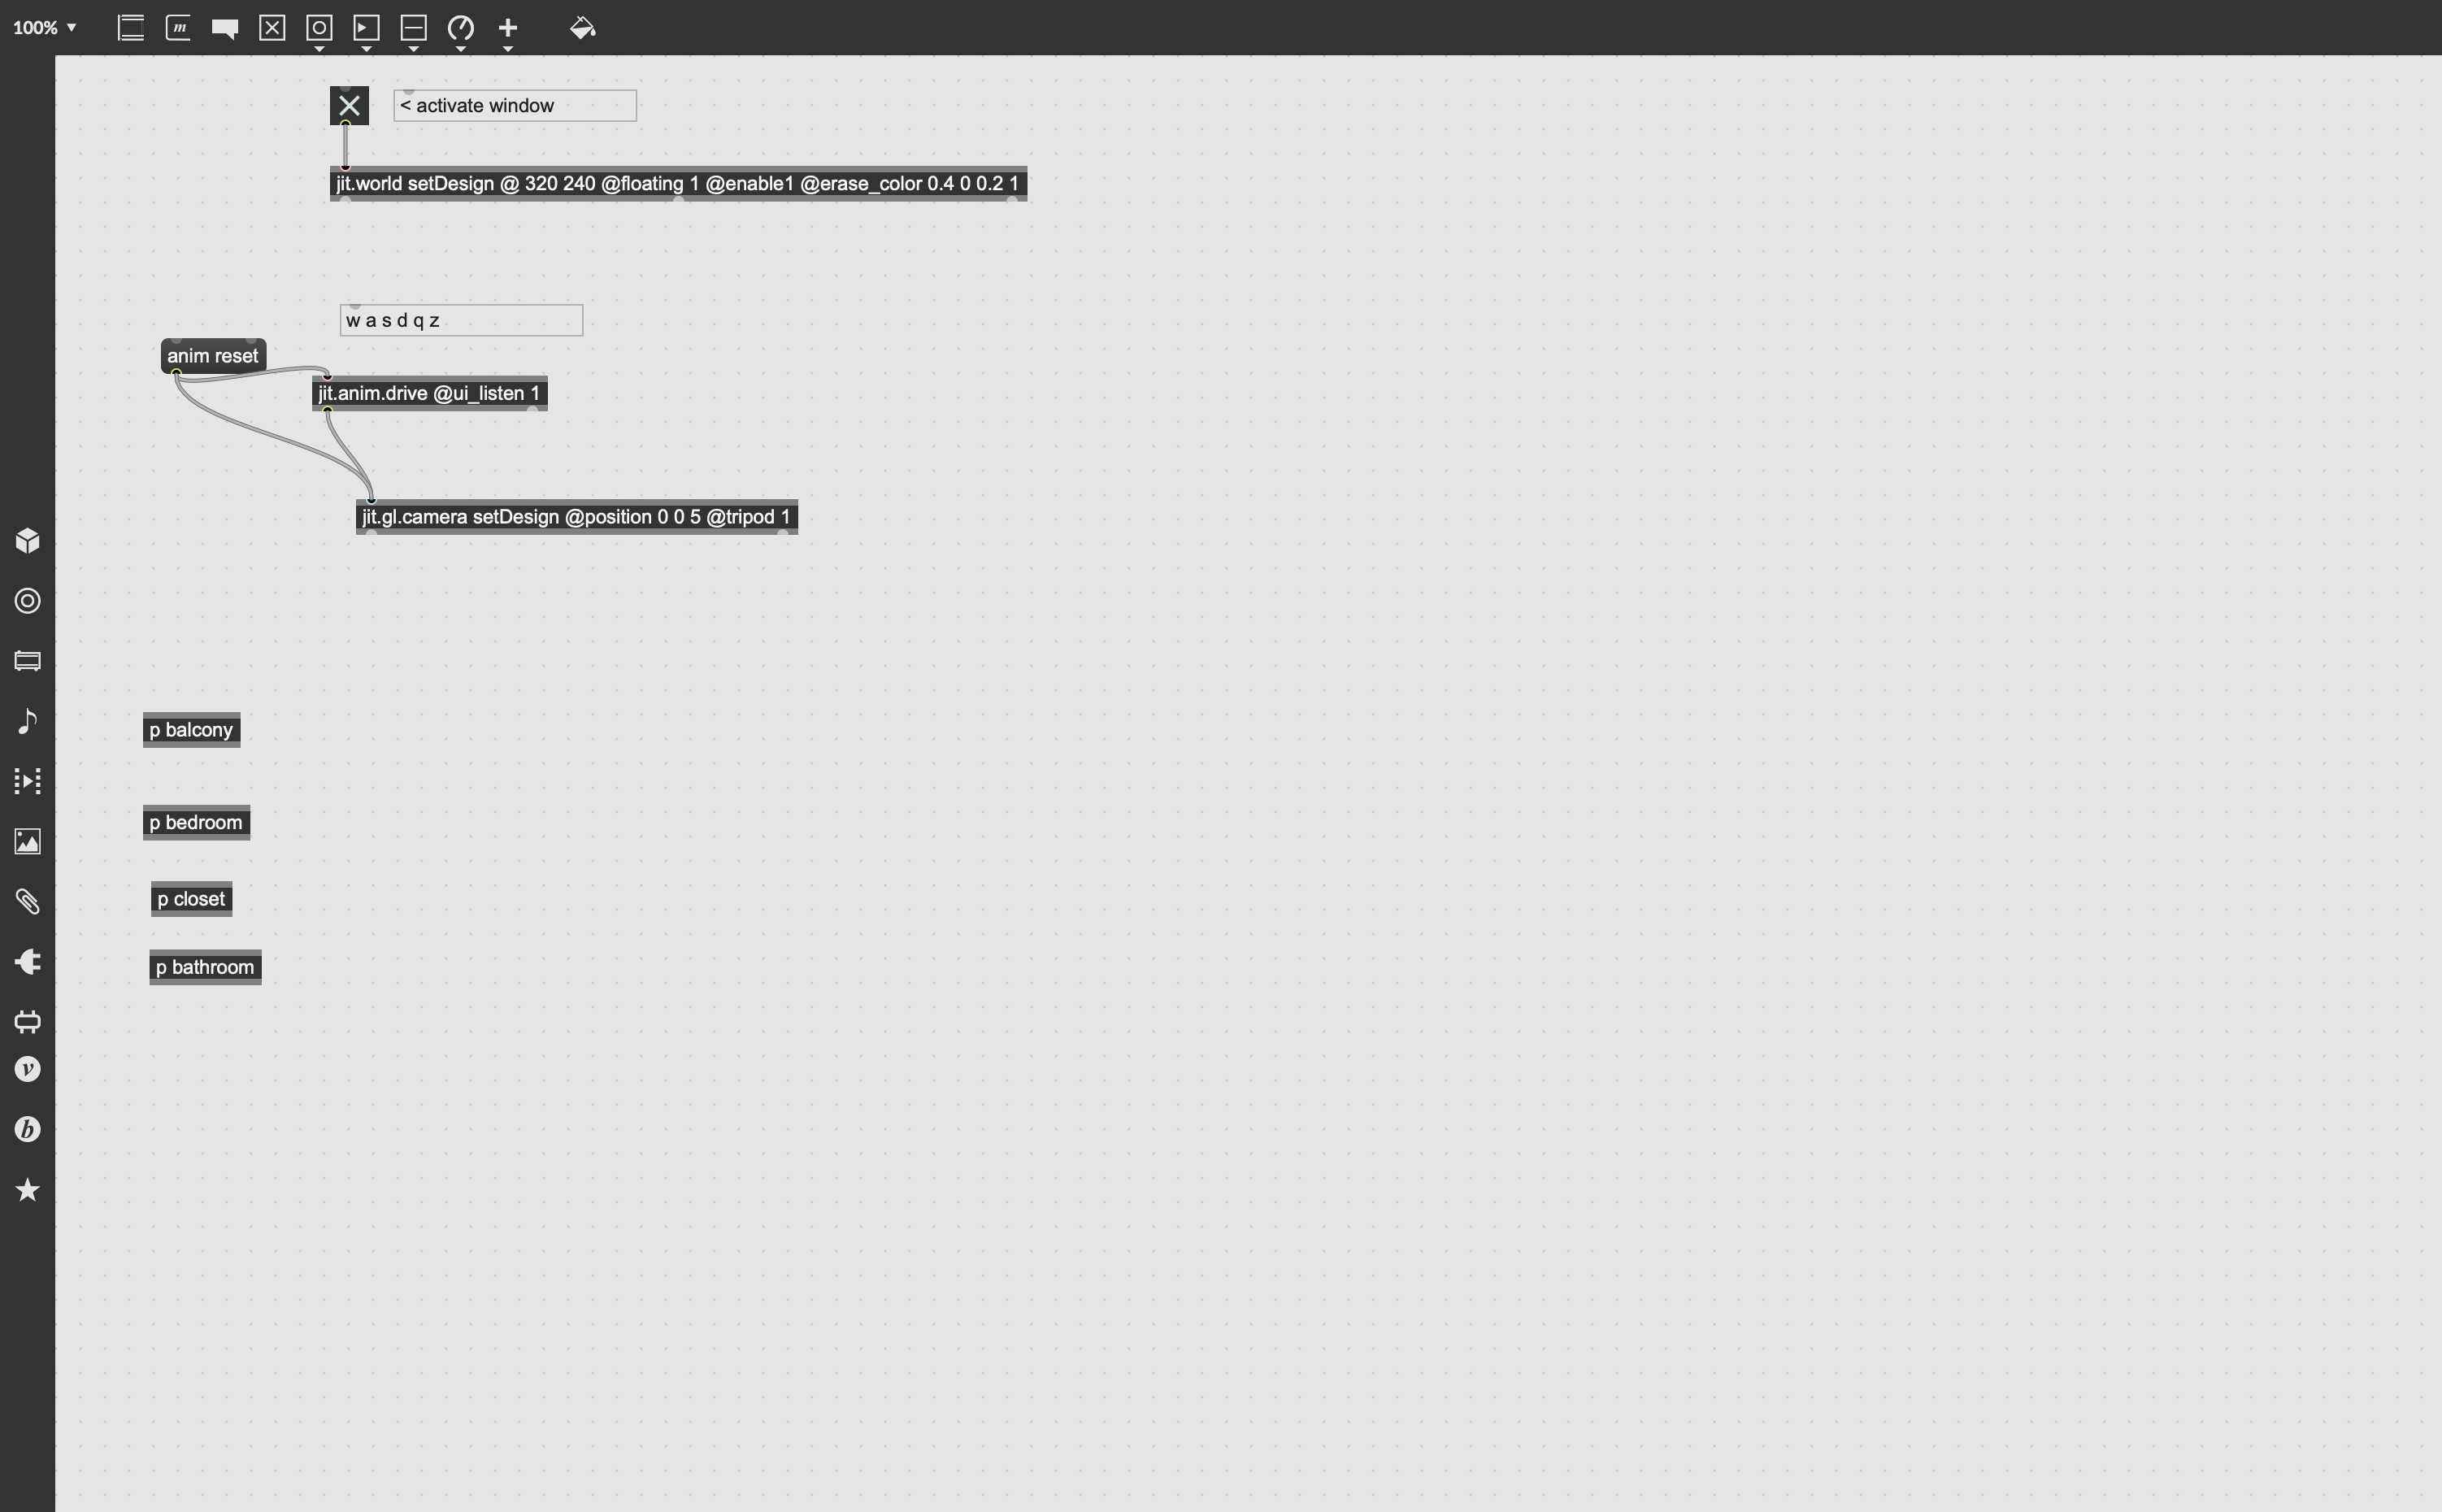 100%
m
< activate window
jit.world setDesign @ 320 240 @floating 1 @enable1 @erase_color 0.4 0 0.2 1
w a s d q z
anim reset
jit.anim.drive @ui_listen 1
jit.gl.camera setDesign @position 0 0 5 @tripod 1
p balcony
p bedroom
p closet
p bathroom
v
b